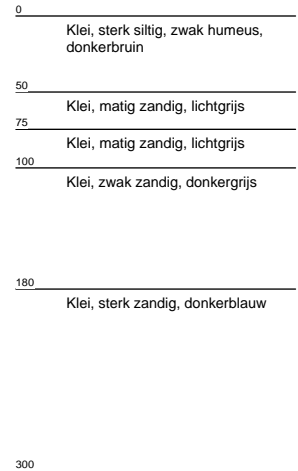 0
Klei, sterk siltig, zwak humeus,
donkerbruin
50
Klei, matig zandig, lichtgrijs
75
Klei, matig zandig, lichtgrijs
100
Klei, zwak zandig, donkergrijs
180
Klei, sterk zandig, donkerblauw
300